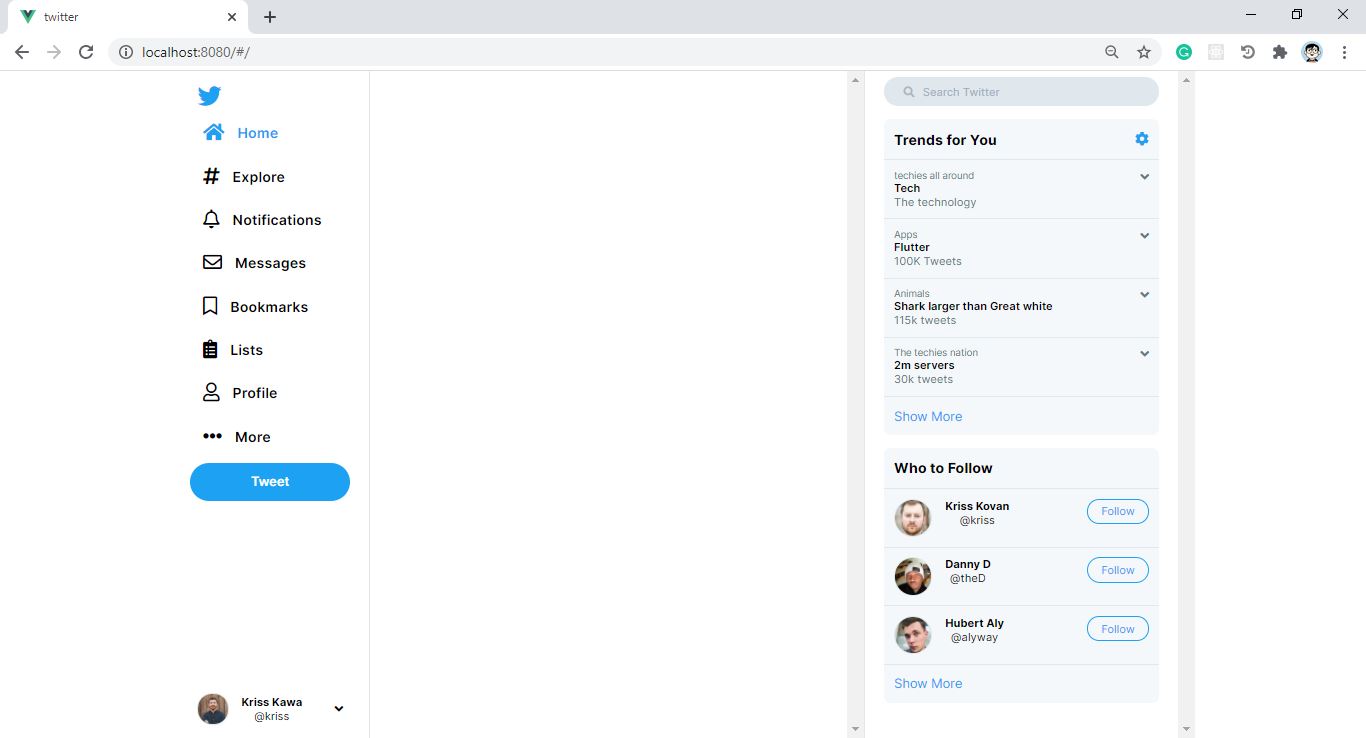 twitter
localhost:8080/#/
Home
Explore
Notifications
Messages
Bookmarks
Lists
Profile
More
Tweet
Kriss Kawa
@kriss
Search Twitter
Trends for You
techies all around
Tech
The technology
Apps
Flutter
100K Tweets
Animals
Shark larger than Great white
115k tweets
The techies nation
2m servers
30k tweets
Show More
Who to Follow
Kriss Kovan
@kriss
Follow
Danny D
@theD
Follow
Hubert Aly
@alyway
Follow
Show More